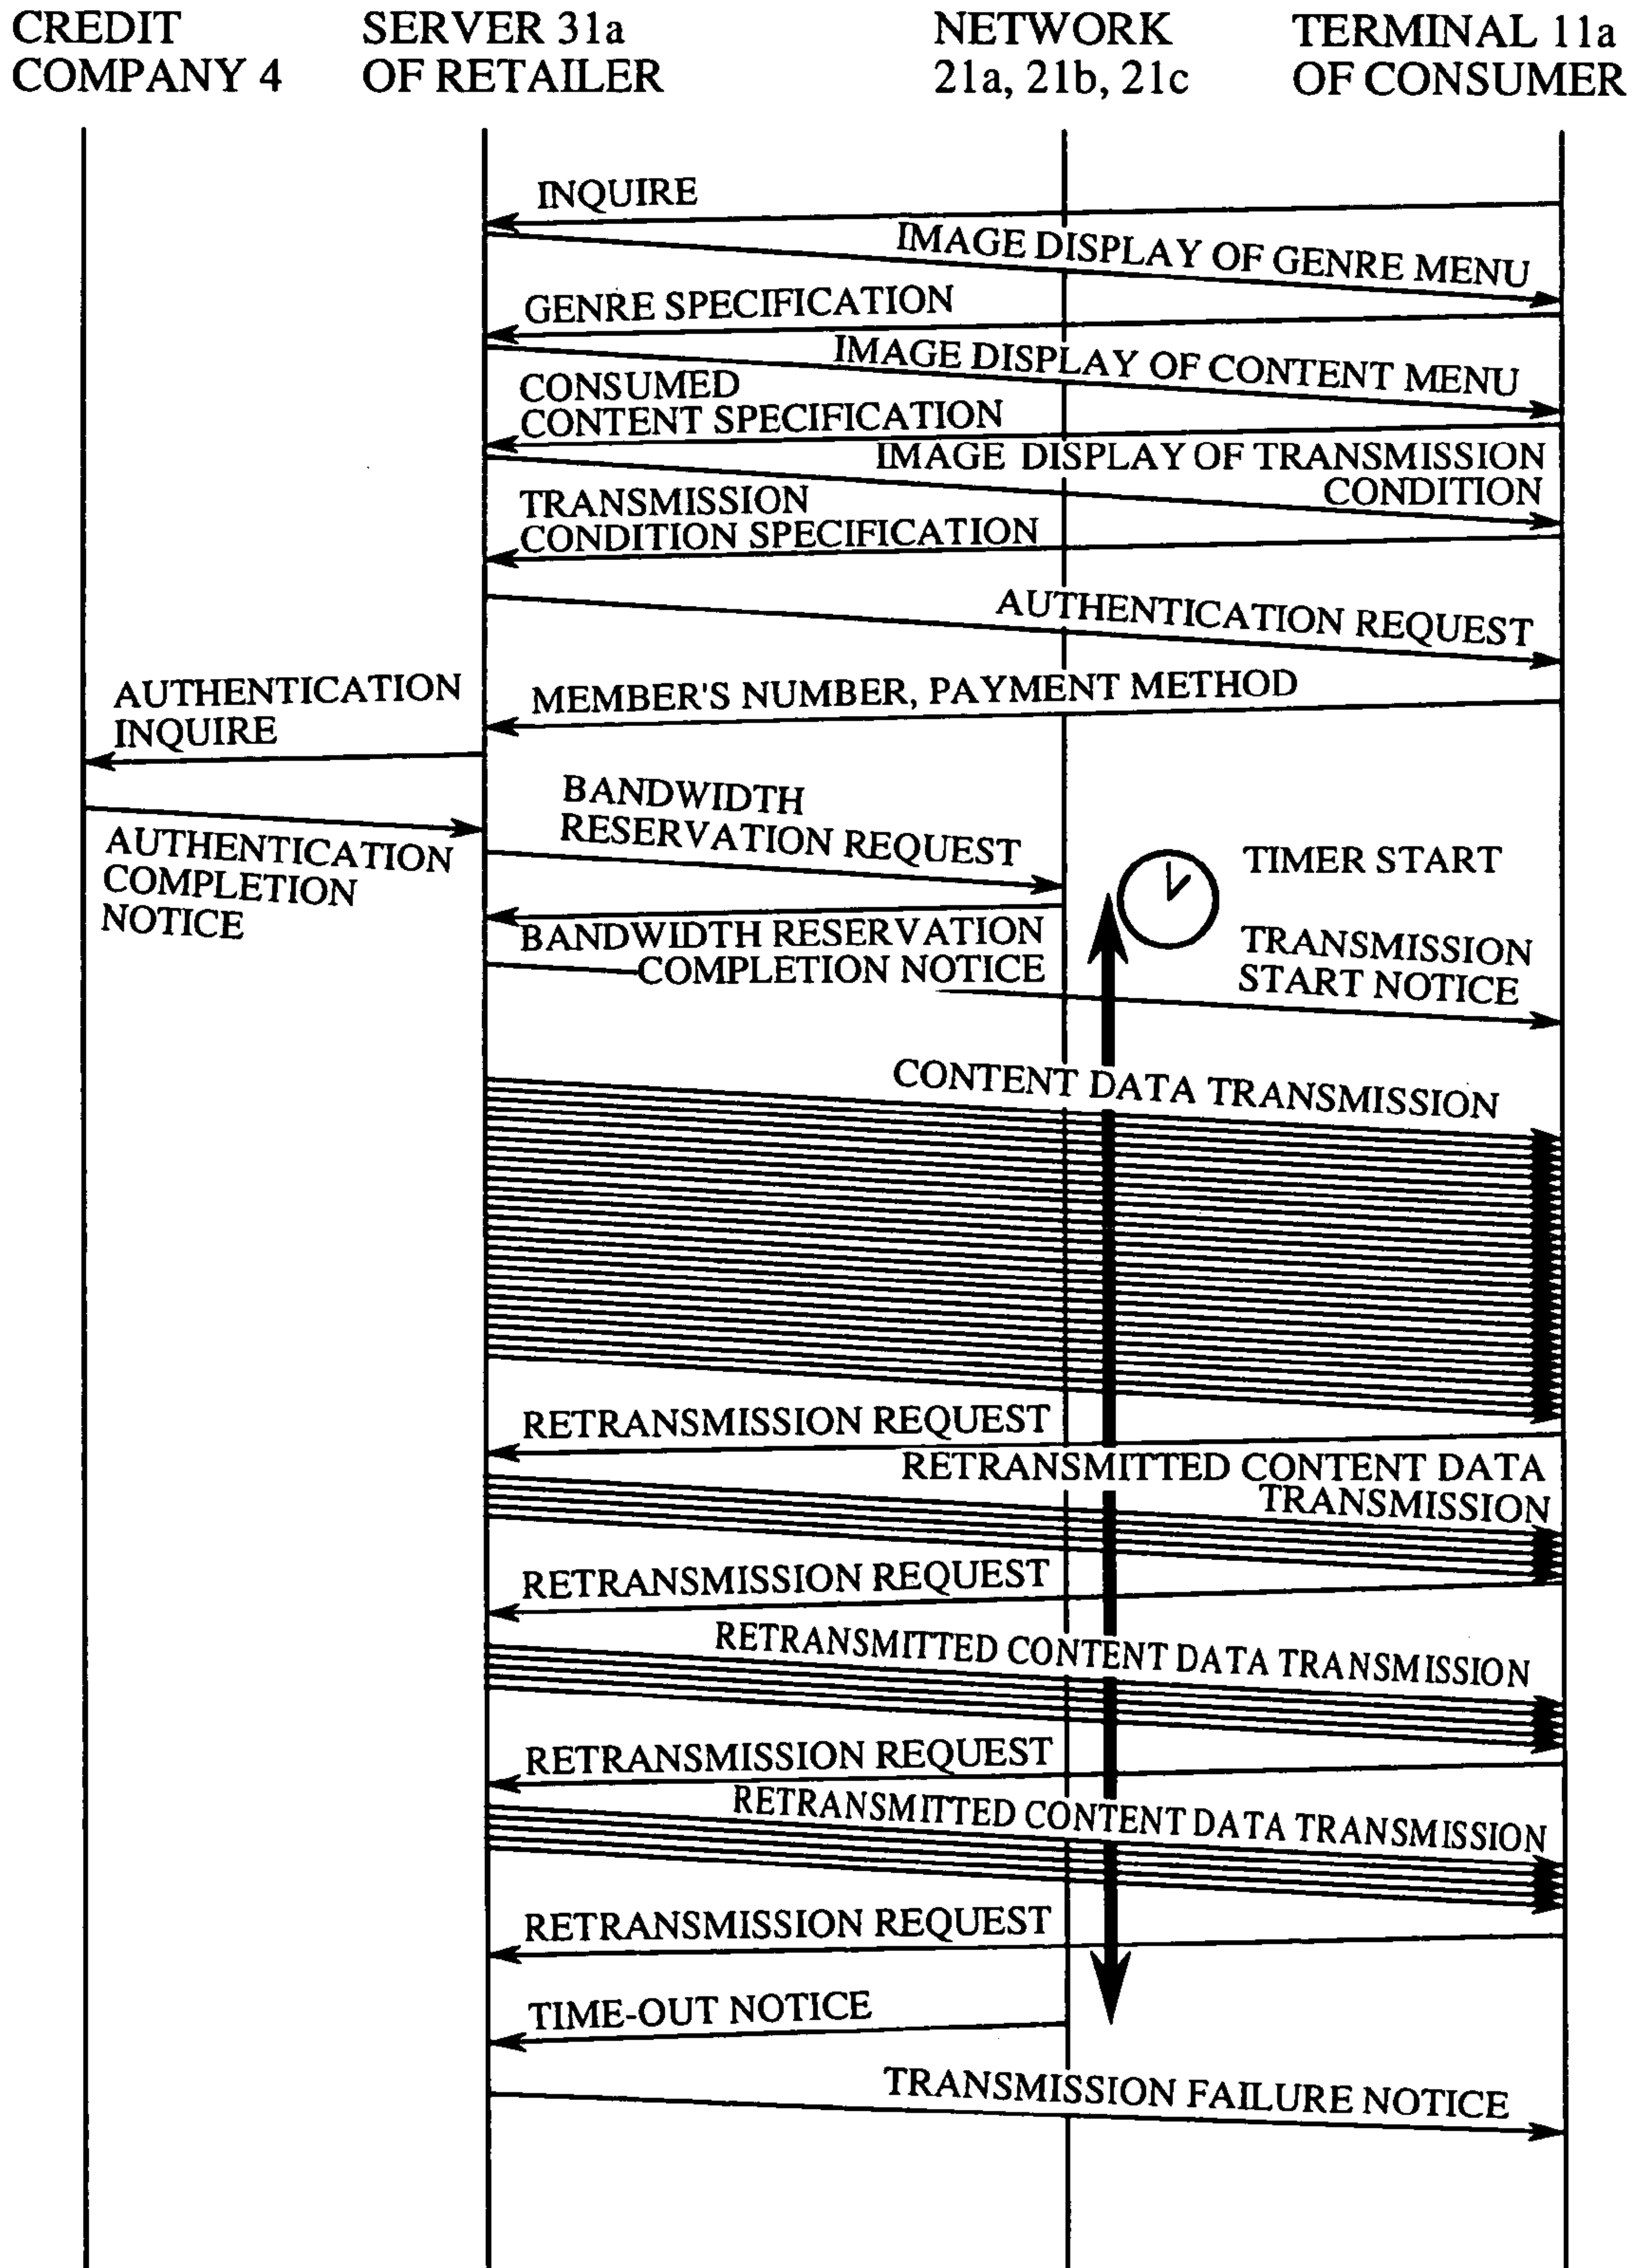 CREDIT
COMPANY 4
SERVER 31a
OF RETAILER
NETWORK
21a, 21b, 21c
TERMINAL 11a
OF CONSUMER
INQUIRE
IMAGE DISPLAY OF GENRE MENU
GENRE SPECIFICATION
IMAGE DISPLAY OF CONTENT MENU
CONSUMED
CONTENT SPECIFICATION
IMAGE DISPLAY OF TRANSMISSION
CONDITION
TRANSMISSION
CONDITION SPECIFICATION
AUTHENTICATION REQUEST
MEMBER'S NUMBER, PAYMENT METHOD
AUTHENTICATION
INQUIRE
BANDWIDTH
RESERVATION REQUEST
AUTHENTICATION
COMPLETION
NOTICE
TIMER START
BANDWIDTH RESERVATION
COMPLETION NOTICE
TRANSMISSION
START NOTICE
CONTENT DATA TRANSMISSION
RETRANSMISSION REQUEST
RETRANSMITTED CONTENT DATA
TRANSMISSION
RETRANSMISSION REQUEST
RETRANSMITTED CONTENT DATA TRANSMISSION
RETRANSMISSION REQUEST
RETRANSMITTED CONTENT DATA TRANSMISSION
RETRANSMISSION REQUEST
TIME-OUT NOTICE
TRANSMISSION FAILURE NOTICE